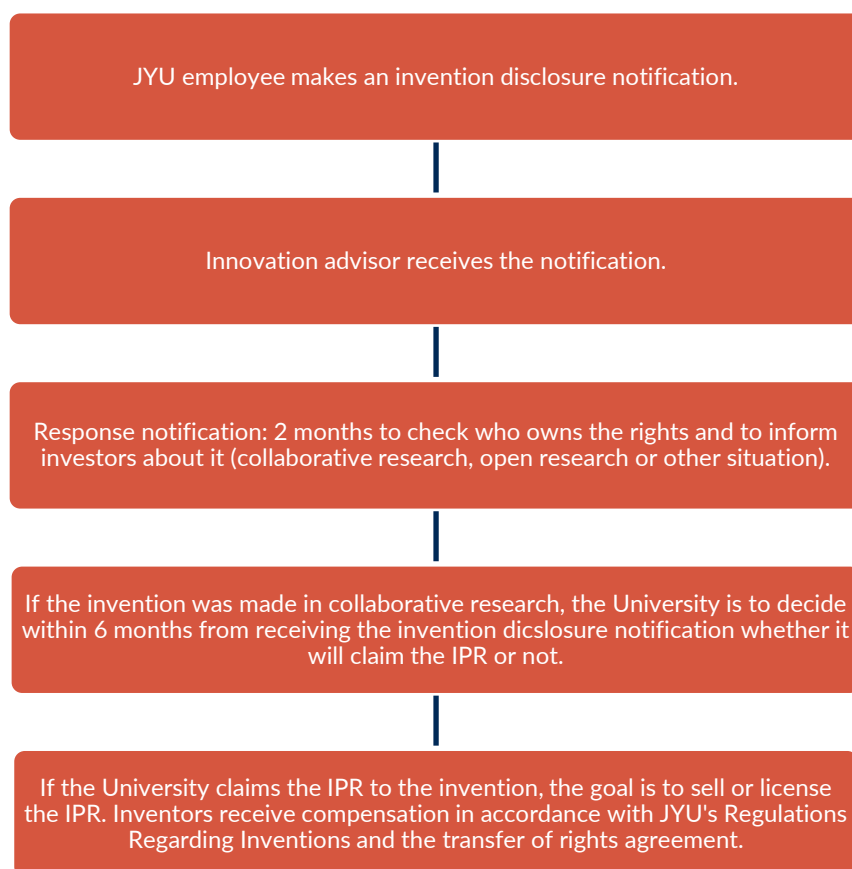 JYU employee makes an invention disclosure notification.
Innovation advisor receives the notification.
Response notification: 2 months to check who owns the rights and to inform
investors about it (collaborative research, open research or other situation).
If the invention was made in collaborative research, the University is to decide
within 6 months from receiving the invention dicslosure notification whether it
will claim the IPR or not.
If the University claims the IPR to the invention, the goal is to sell or license
the IPR. Inventors receive compensation in accordance with JYU's Regulations
Regarding Inventions and the transfer of rights agreement.